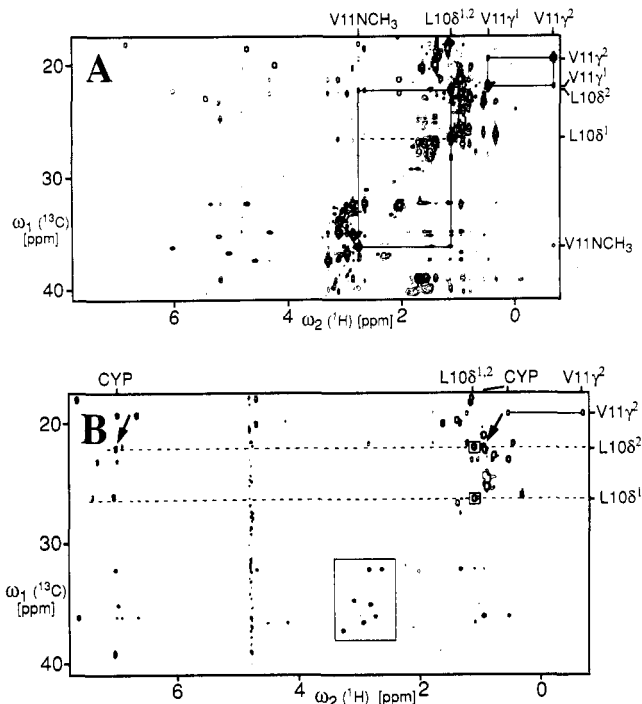 V11NCH₃ L10δ¹,² V11γ¹ V11γ²
A
20
30
40
ω₁ (¹³C)
[ppm]
V11γ²
V11γ¹
L10δ²
L10δ¹
V11NCH₃
6 4 2 0
ω₂ (¹H) [ppm]
CYP L10δ¹,² CYP V11γ²
B
20
30
40
ω₁ (¹³C)
[ppm]
V11γ²
L10δ²
L10δ¹
6 4 2 0
ω₂ (¹H) [ppm]